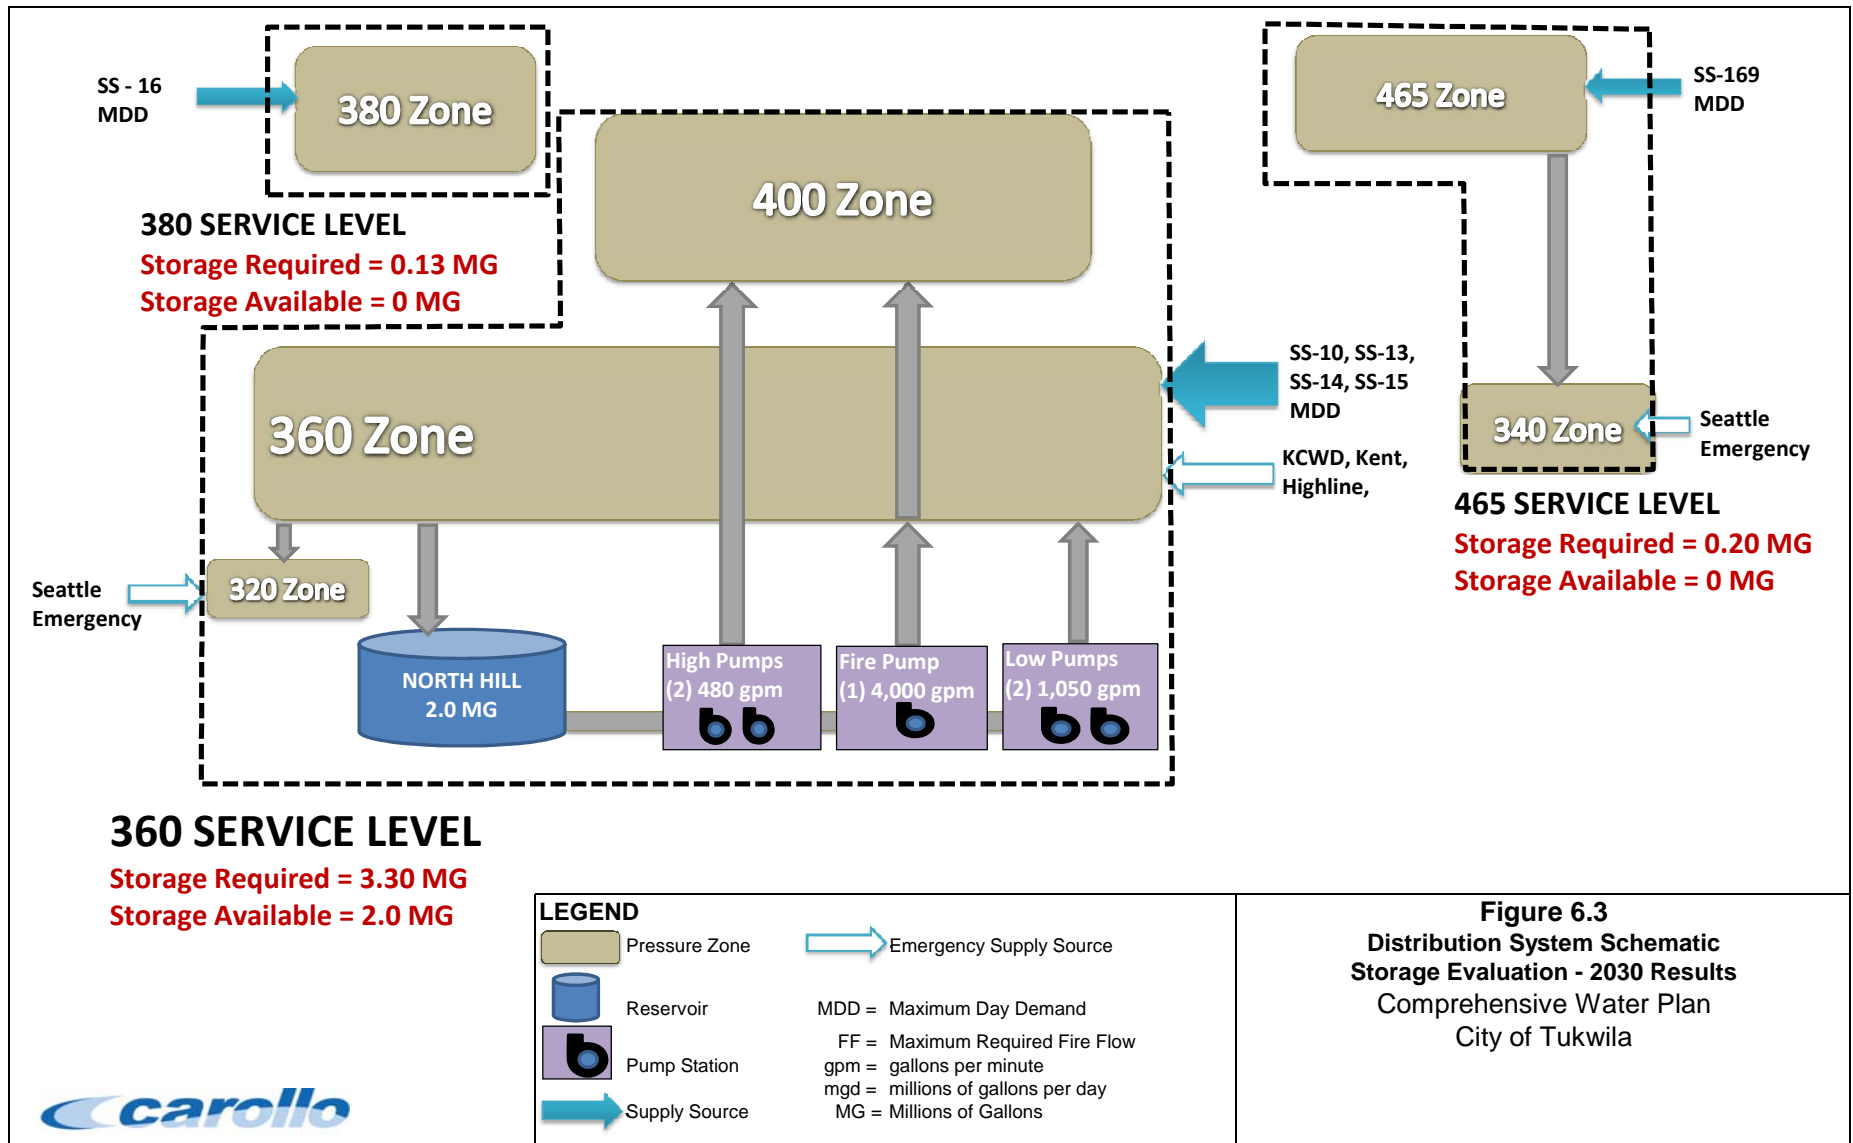 SS - 16
MDD
380 Zone
465 Zone
SS-169
MDD
400 Zone
380 SERVICE LEVEL
Storage Required = 0.13 MG
Storage Available = 0 MG
360 Zone
SS-10, SS-13,
SS-14, SS-15
MDD
KCWD, Kent,
Highline,
340 Zone
Seattle
Emergency
465 SERVICE LEVEL
Storage Required = 0.20 MG
Storage Available = 0 MG
Seattle
Emergency
320 Zone
NORTH HILL
2.0 MG
High Pumps
(2) 480 gpm
Fire Pump
(1) 4,000 gpm
Low Pumps
(2) 1,050 gpm
360 SERVICE LEVEL
Storage Required = 3.30 MG
Storage Available = 2.0 MG
LEGEND
Pressure Zone
Reservoir
Pump Station
Supply Source
Emergency Supply Source
MDD = Maximum Day Demand
FF = Maximum Required Fire Flow
gpm = gallons per minute
mgd = millions of gallons per day
MG = Millions of Gallons
Figure 6.3
Distribution System Schematic
Storage Evaluation - 2030 Results
Comprehensive Water Plan
City of Tukwila
carollo